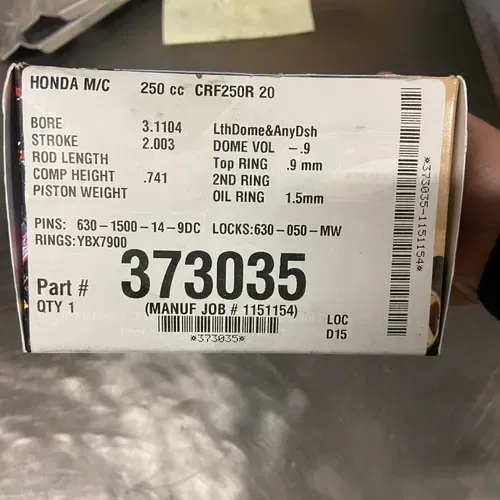 HONDA M/C 250 cc CRF250R 20
BORE 3.1104 LthDome&AnyDsh
STROKE 2.003 DOME VOL -.9
ROD LENGTH Top RING .9 mm
COMP HEIGHT .741 2ND RING
PISTON WEIGHT OIL RING 1.5mm
PINS: 630-1500-14-9DC LOCKS:630-050-MW
RINGS:YBX7900
Part # 373035
QTY 1 (MANUF JOB # 1151154)
*373035*
LOC
D15
*373035-1151154*